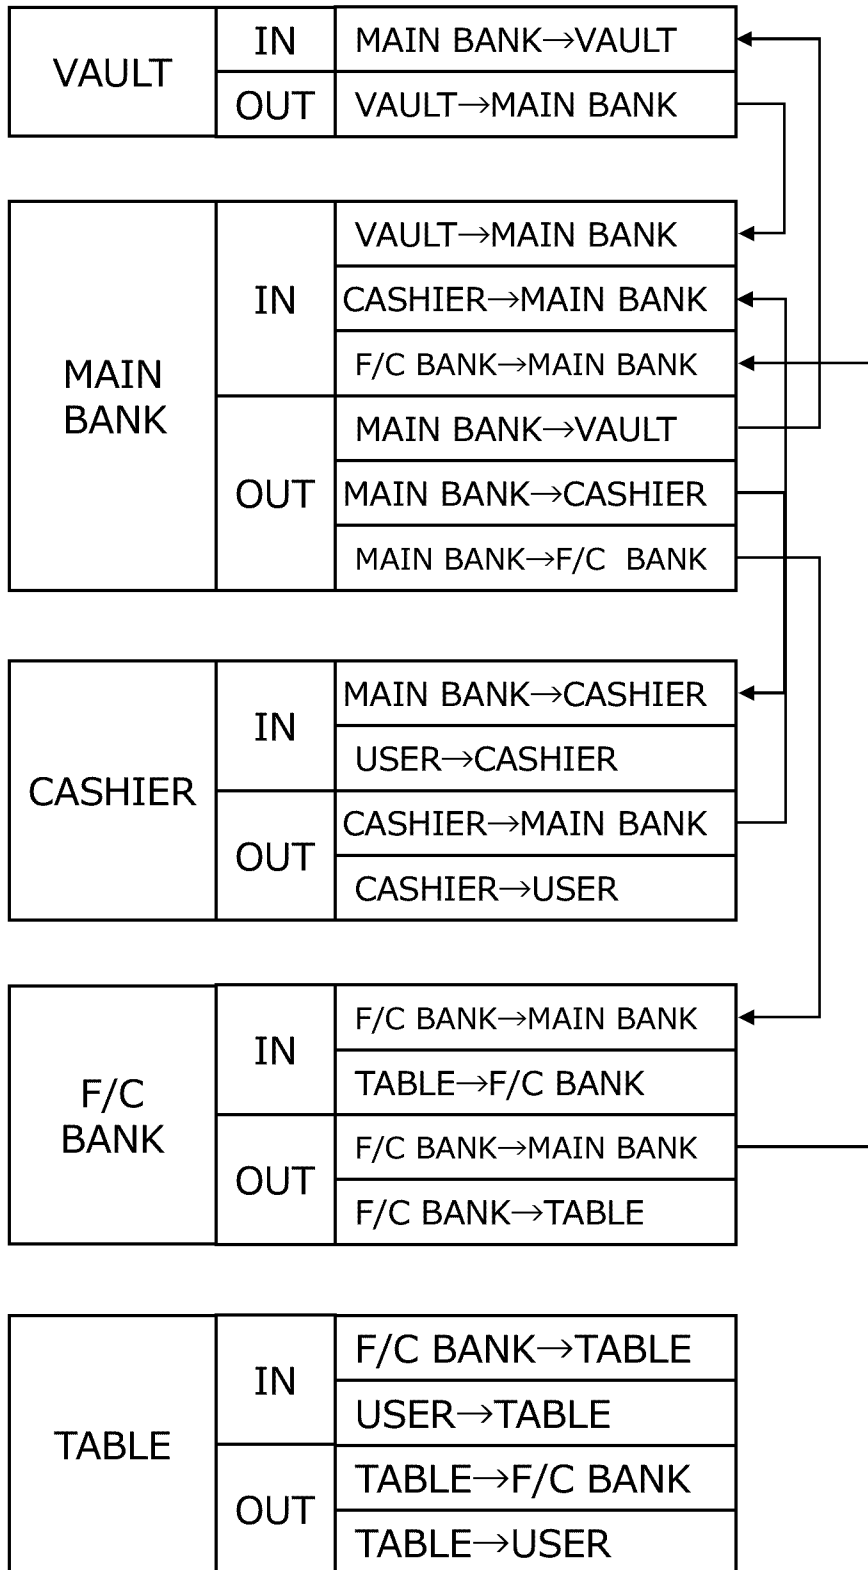 VAULT
IN
MAIN BANK→VAULT
OUT
VAULT→MAIN BANK
MAIN
BANK
IN
VAULT→MAIN BANK
CASHIER→MAIN BANK
F/C BANK→MAIN BANK
OUT
MAIN BANK→VAULT
MAIN BANK→CASHIER
MAIN BANK→F/C BANK
CASHIER
IN
MAIN BANK→CASHIER
USER→CASHIER
OUT
CASHIER→MAIN BANK
CASHIER→USER
F/C
BANK
IN
F/C BANK→MAIN BANK
TABLE→F/C BANK
OUT
F/C BANK→MAIN BANK
F/C BANK→TABLE
TABLE
IN
F/C BANK→TABLE
USER→TABLE
OUT
TABLE→F/C BANK
TABLE→USER